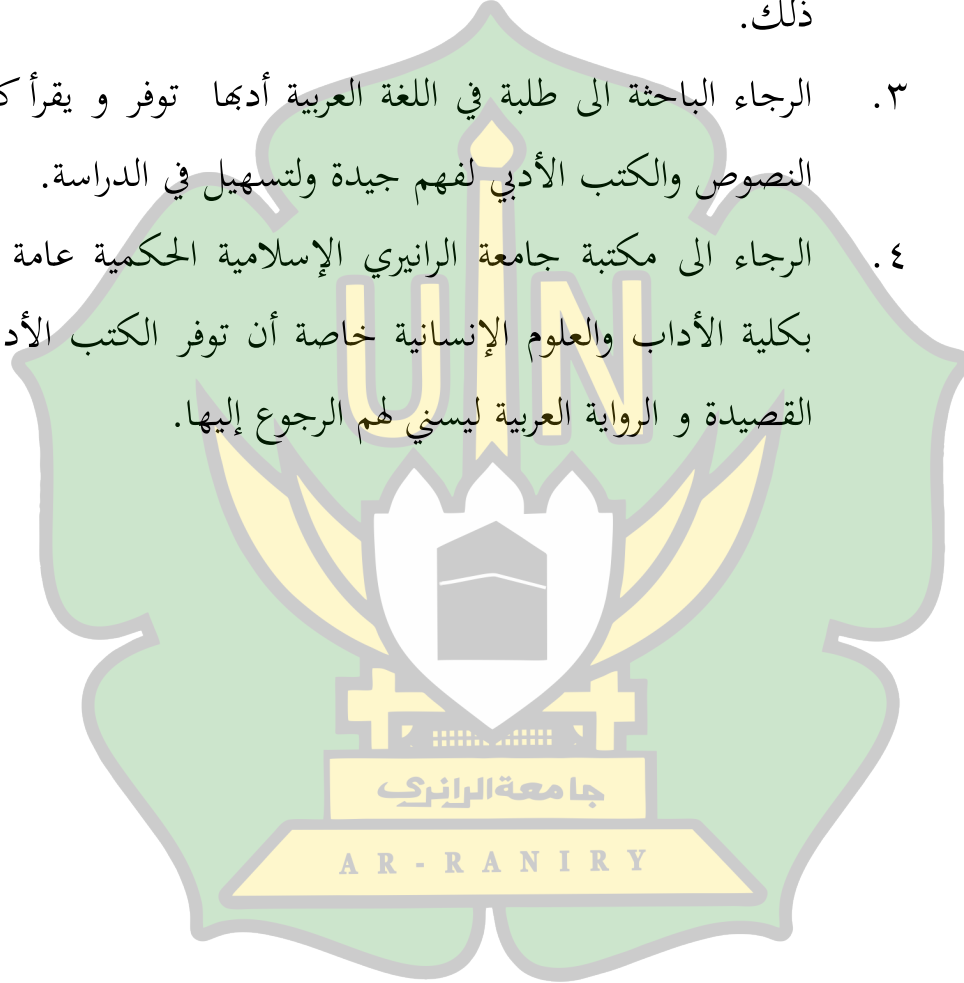 ذلك.
٣. الرجاء الباحثة الى طلبة في اللغة العربية أدبها توفر و يقرأ
النصوص والكتب الأدبي لفهم جيدة ولتسهيل في الدراسة.
٤. الرجاء الى مكتبة جامعة الرانيري الإسلامية الحكمية عامة
بكلية الأداب والعلوم الإنسانية خاصة أن توفر الكتب
القصيدة و الرواية العربية ليسني لهم الرجوع إليها.
UIN
جامعة الرانري
AR-RANIRY